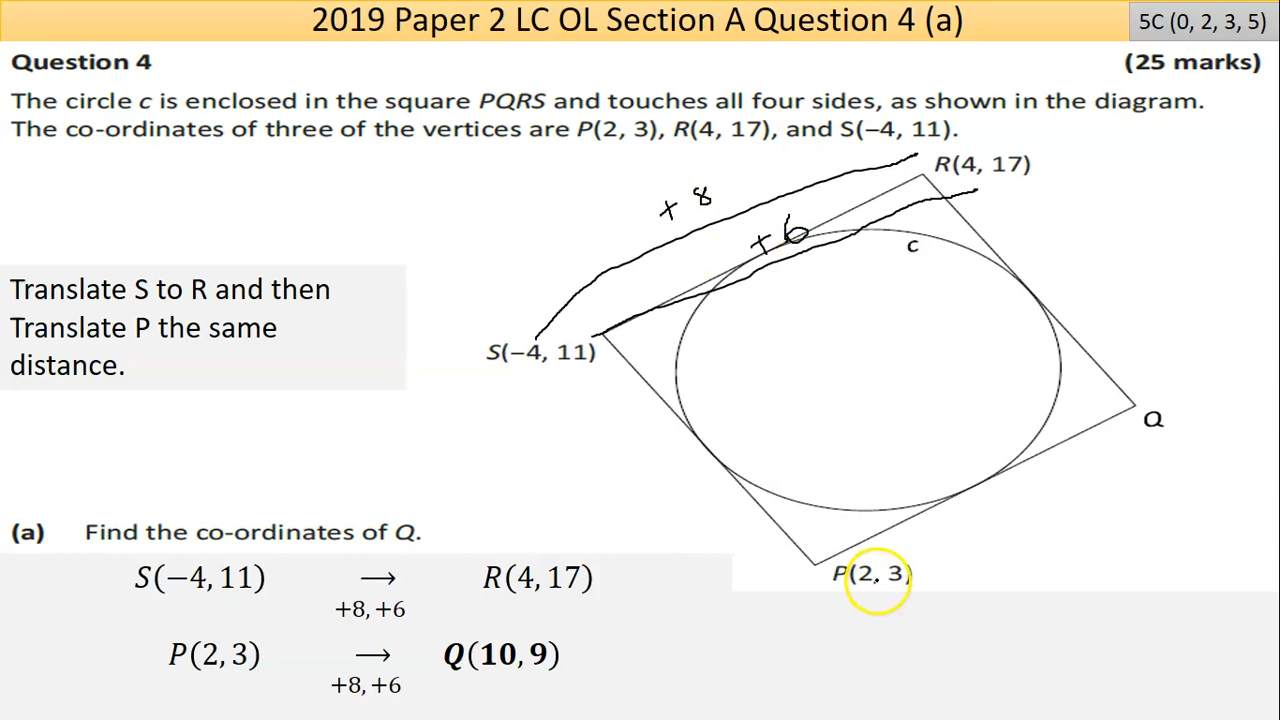 2019 Paper 2 LC OL Section A Question 4 (a)
5C (0, 2, 3, 5)
Question 4
(25 marks)
The circle c is enclosed in the square PQRS and touches all four sides, as shown in the diagram.
The co-ordinates of three of the vertices are P(2, 3), R(4, 17), and S(−4, 11).
R(4, 17)
+ 8
+ 6
c
Translate S to R and then
Translate P the same
distance.
S(−4, 11)
Q
(a) Find the co-ordinates of Q.
P(2, 3)
S(−4, 11) → R(4, 17)
+8, +6
P(2, 3) → Q(10, 9)
+8, +6